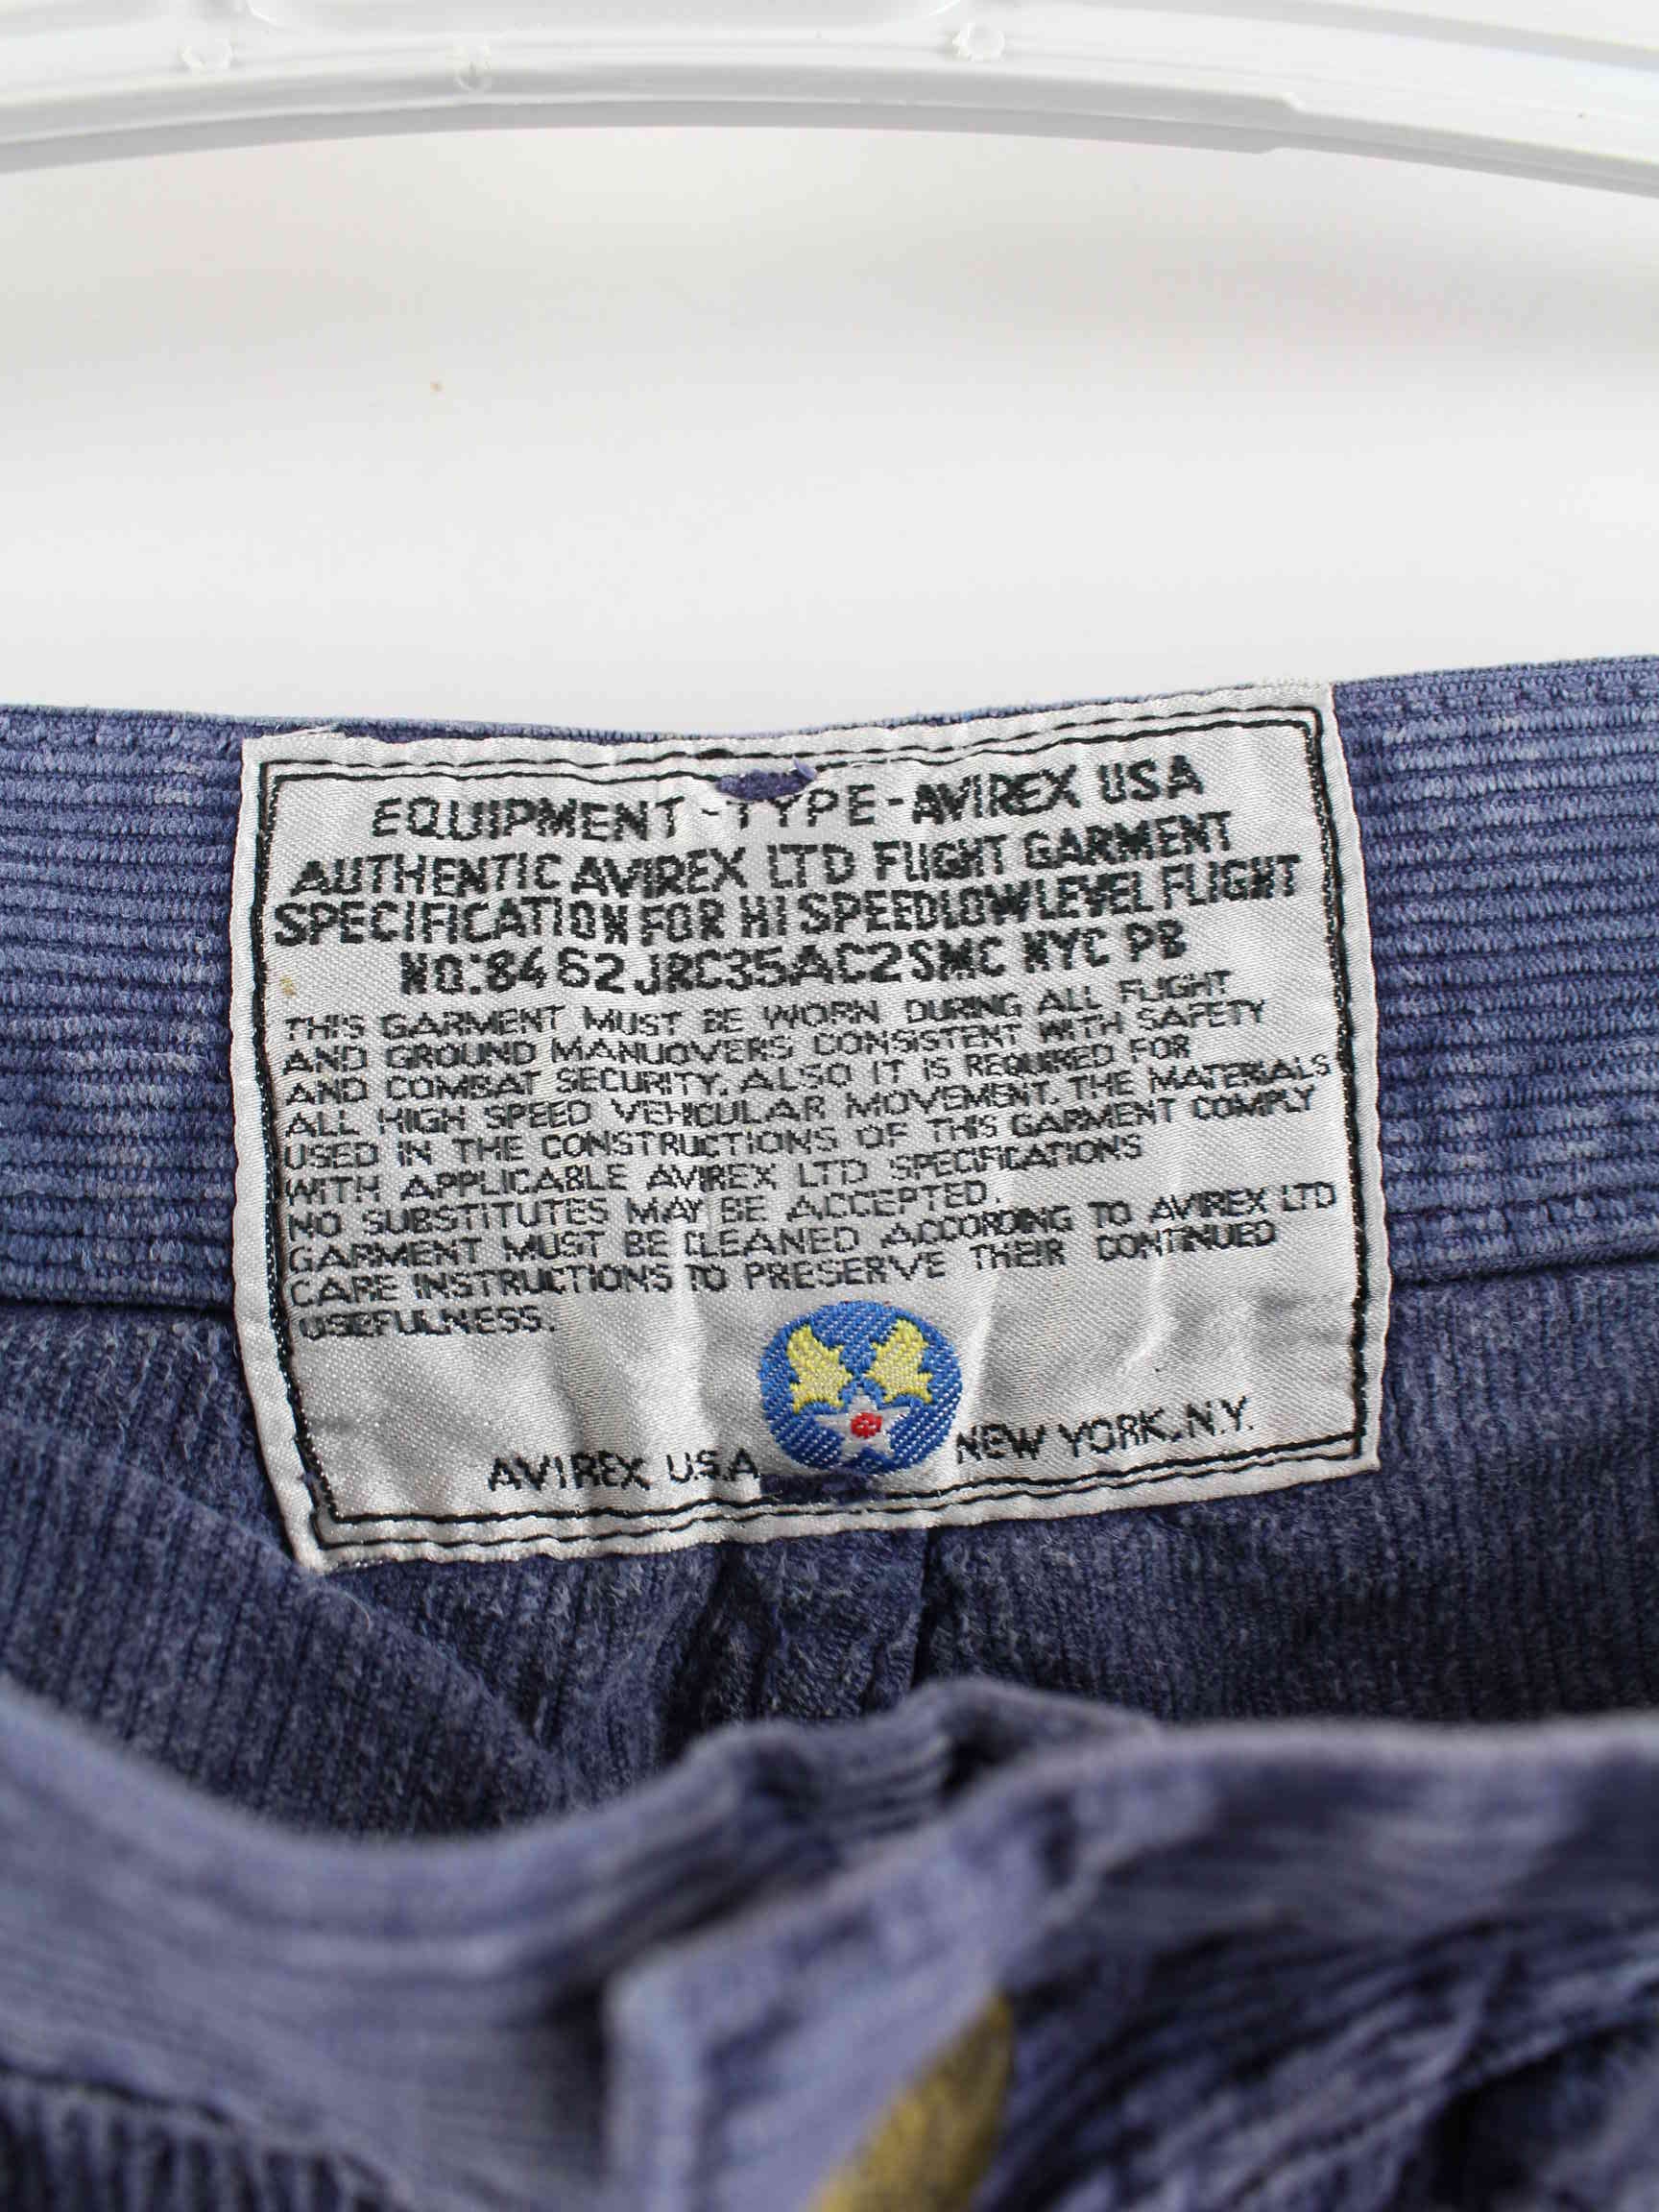 EQUIPMENT-TYPE-AVIREX USA
AUTHENTIC AVIREX LTD FLIGHT GARMENT
SPECIFICATION FOR HI SPEED LOW LEVEL FLIGHT
NO:8462JRC35AC2SMC NYC PB
THIS GARMENT MUST BE WORN DURING ALL FLIGHT
AND GROUND MANUOVERS CONSISTENT WITH SAFETY
AND COMBAT SECURITY. ALSO IT IS REQUIRED FOR
ALL HIGH SPEED VEHICULAR MOVEMENT. THE MATERIALS
USED IN THE CONSTRUCTIONS OF THIS GARMENT COMPLY
WITH APPLICABLE AVIREX LTD SPECIFICATIONS
NO SUBSTITUTES MAY BE ACCEPTED.
GARMENT MUST BE CLEANED ACCORDING TO AVIREX LTD
CARE INSTRUCTIONS TO PRESERVE THEIR CONTINUED
USEFULNESS.
AVIREX U.S.A NEW YORK, N.Y.